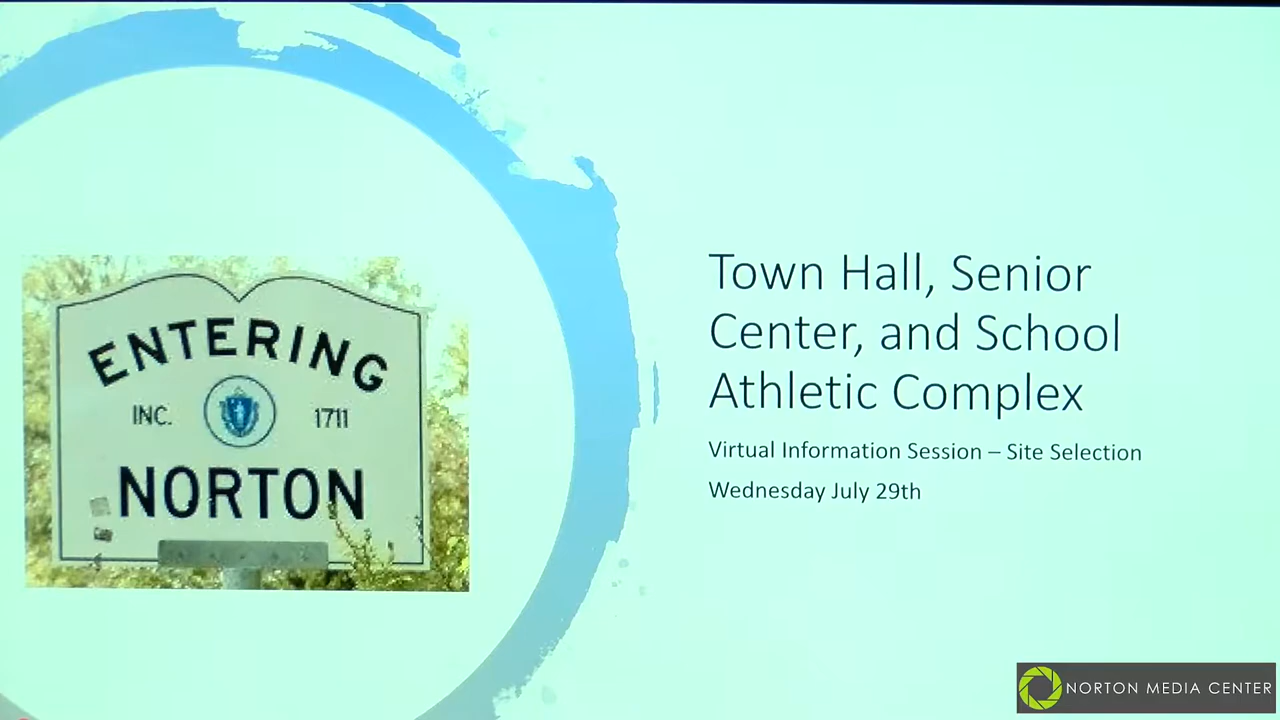 ENTERING
INC. 1711
NORTON
Town Hall, Senior
Center, and School
Athletic Complex
Virtual Information Session – Site Selection
Wednesday July 29th
NORTON MEDIA CENTER